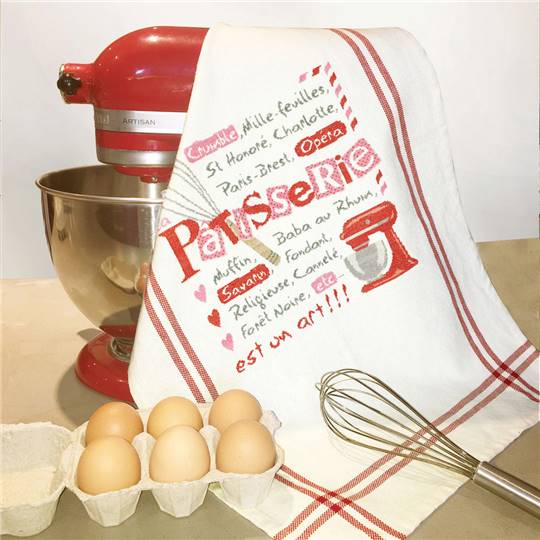 ARTISAN
Crumble, Mille-feuilles,
St Honoré, Charlotte,
Paris-Brest, Opéra
Patisserie
Baba au Rhum,
Muffin,
Savarin, Fondant,
Religieuse, Cannelé,
Forêt Noire, etc...
est un art!!!